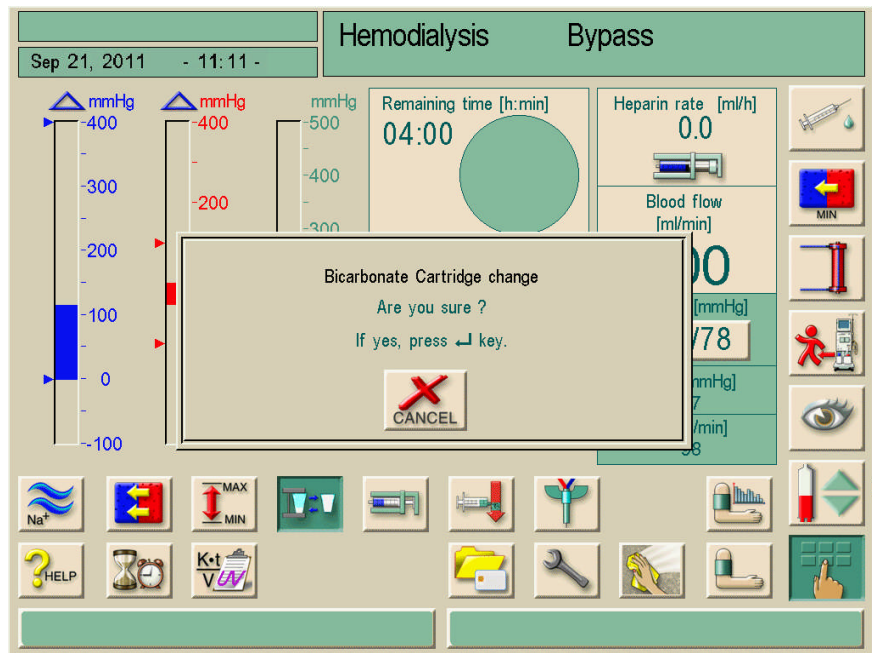 Hemodialysis Bypass
Sep 21, 2011 - 11:11 -
mmHg mmHg mmHg
-400 -400 -500
-300 -200 -400
-300
-200
-100
- 0
--100
Remaining time [h:min]
04:00
Heparin rate [ml/h]
0.0
Blood flow
[ml/min]
[mmHg]
/78
MIN
Bicarbonate Cartridge change
Are you sure ?
If yes, press ↵ key.
CANCEL
Na+
MAX
MIN
HELP
K•t
V